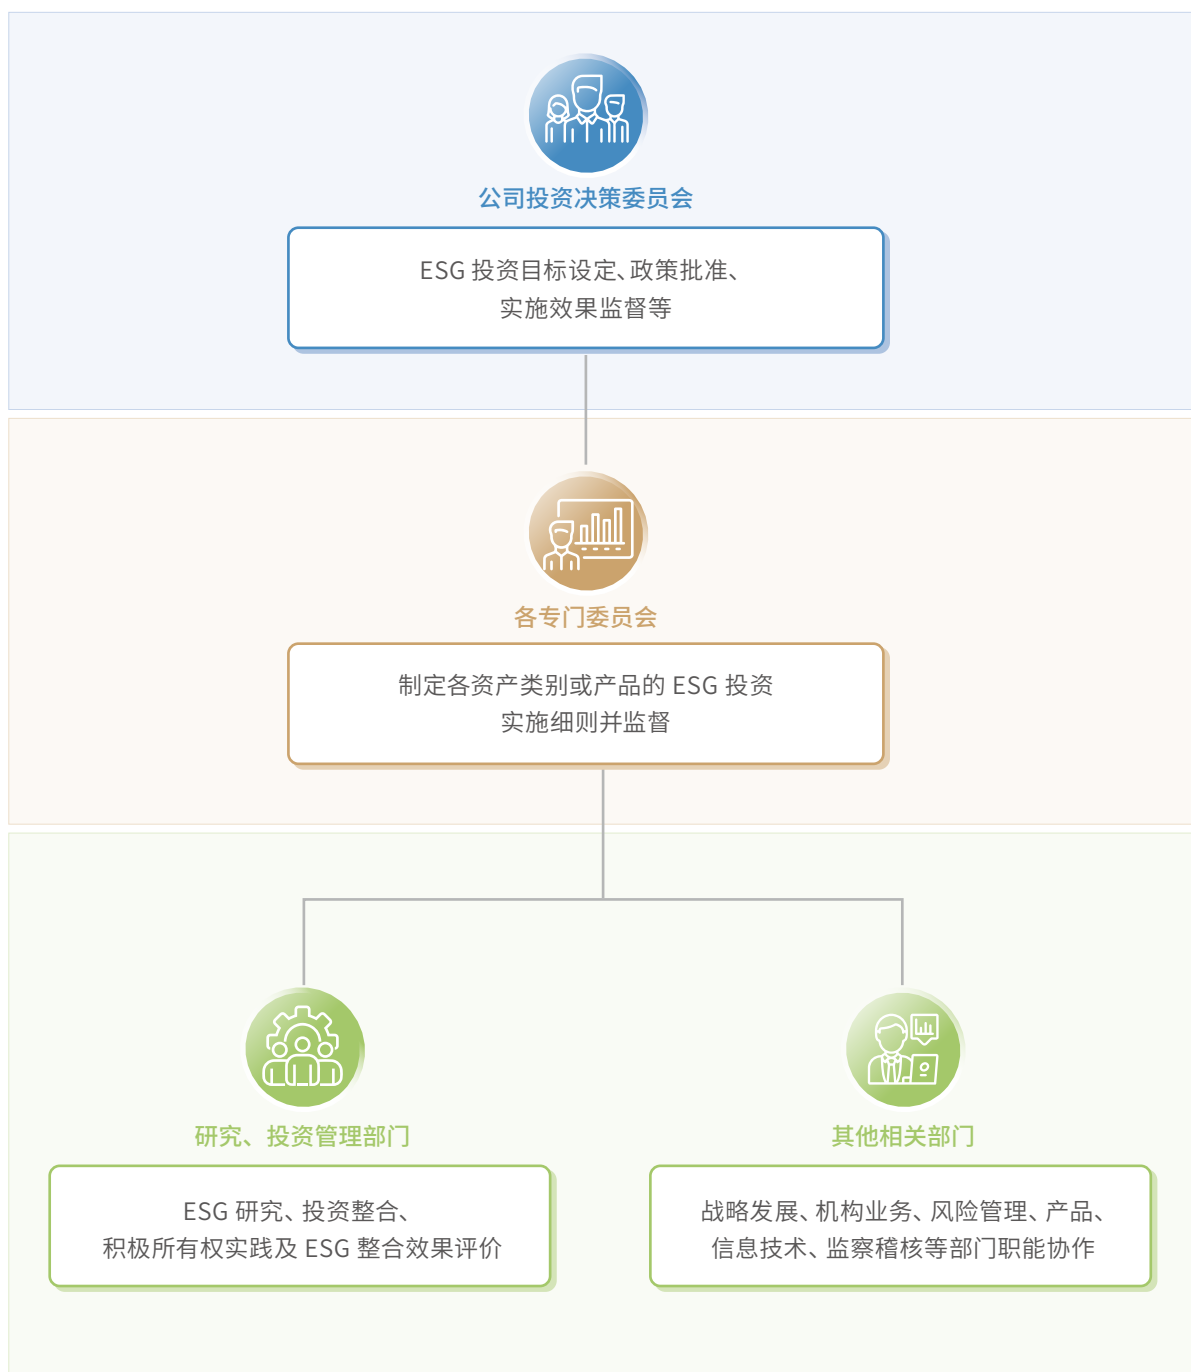 公司投资决策委员会
ESG 投资目标设定、政策批准、
实施效果监督等
各专门委员会
制定各资产类别或产品的 ESG 投资
实施细则并监督
研究、投资管理部门
ESG 研究、投资整合、
积极所有权实践及 ESG 整合效果评价
其他相关部门
战略发展、机构业务、风险管理、产品、
信息技术、监察稽核等部门职能协作